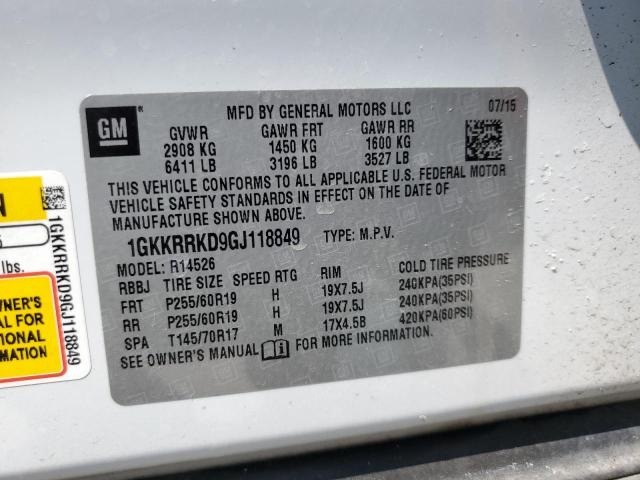 GM
MFD BY GENERAL MOTORS LLC 07/15
GVWR GAWR FRT GAWR RR
2908 KG 1450 KG 1600 KG
6411 LB 3196 LB 3527 LB
THIS VEHICLE CONFORMS TO ALL APPLICABLE U.S. FEDERAL MOTOR
VEHICLE SAFETY STANDARDS IN EFFECT ON THE DATE OF
MANUFACTURE SHOWN ABOVE.
1GKKRRKD9GJ118849 TYPE: M.P.V.
MODEL: R14526
RBBJ TIRE SIZE SPEED RTG RIM COLD TIRE PRESSURE
FRT P255/60R19 H 19X7.5J 240KPA(35PSI)
RR P255/60R19 H 19X7.5J 240KPA(35PSI)
SPA T145/70R17 M 17X4.5B 420KPA(60PSI)
SEE OWNER'S MANUAL FOR MORE INFORMATION.
lbs.
OWNER'S
FOR
INFORMATION
1GKKRRKD9GJ118849